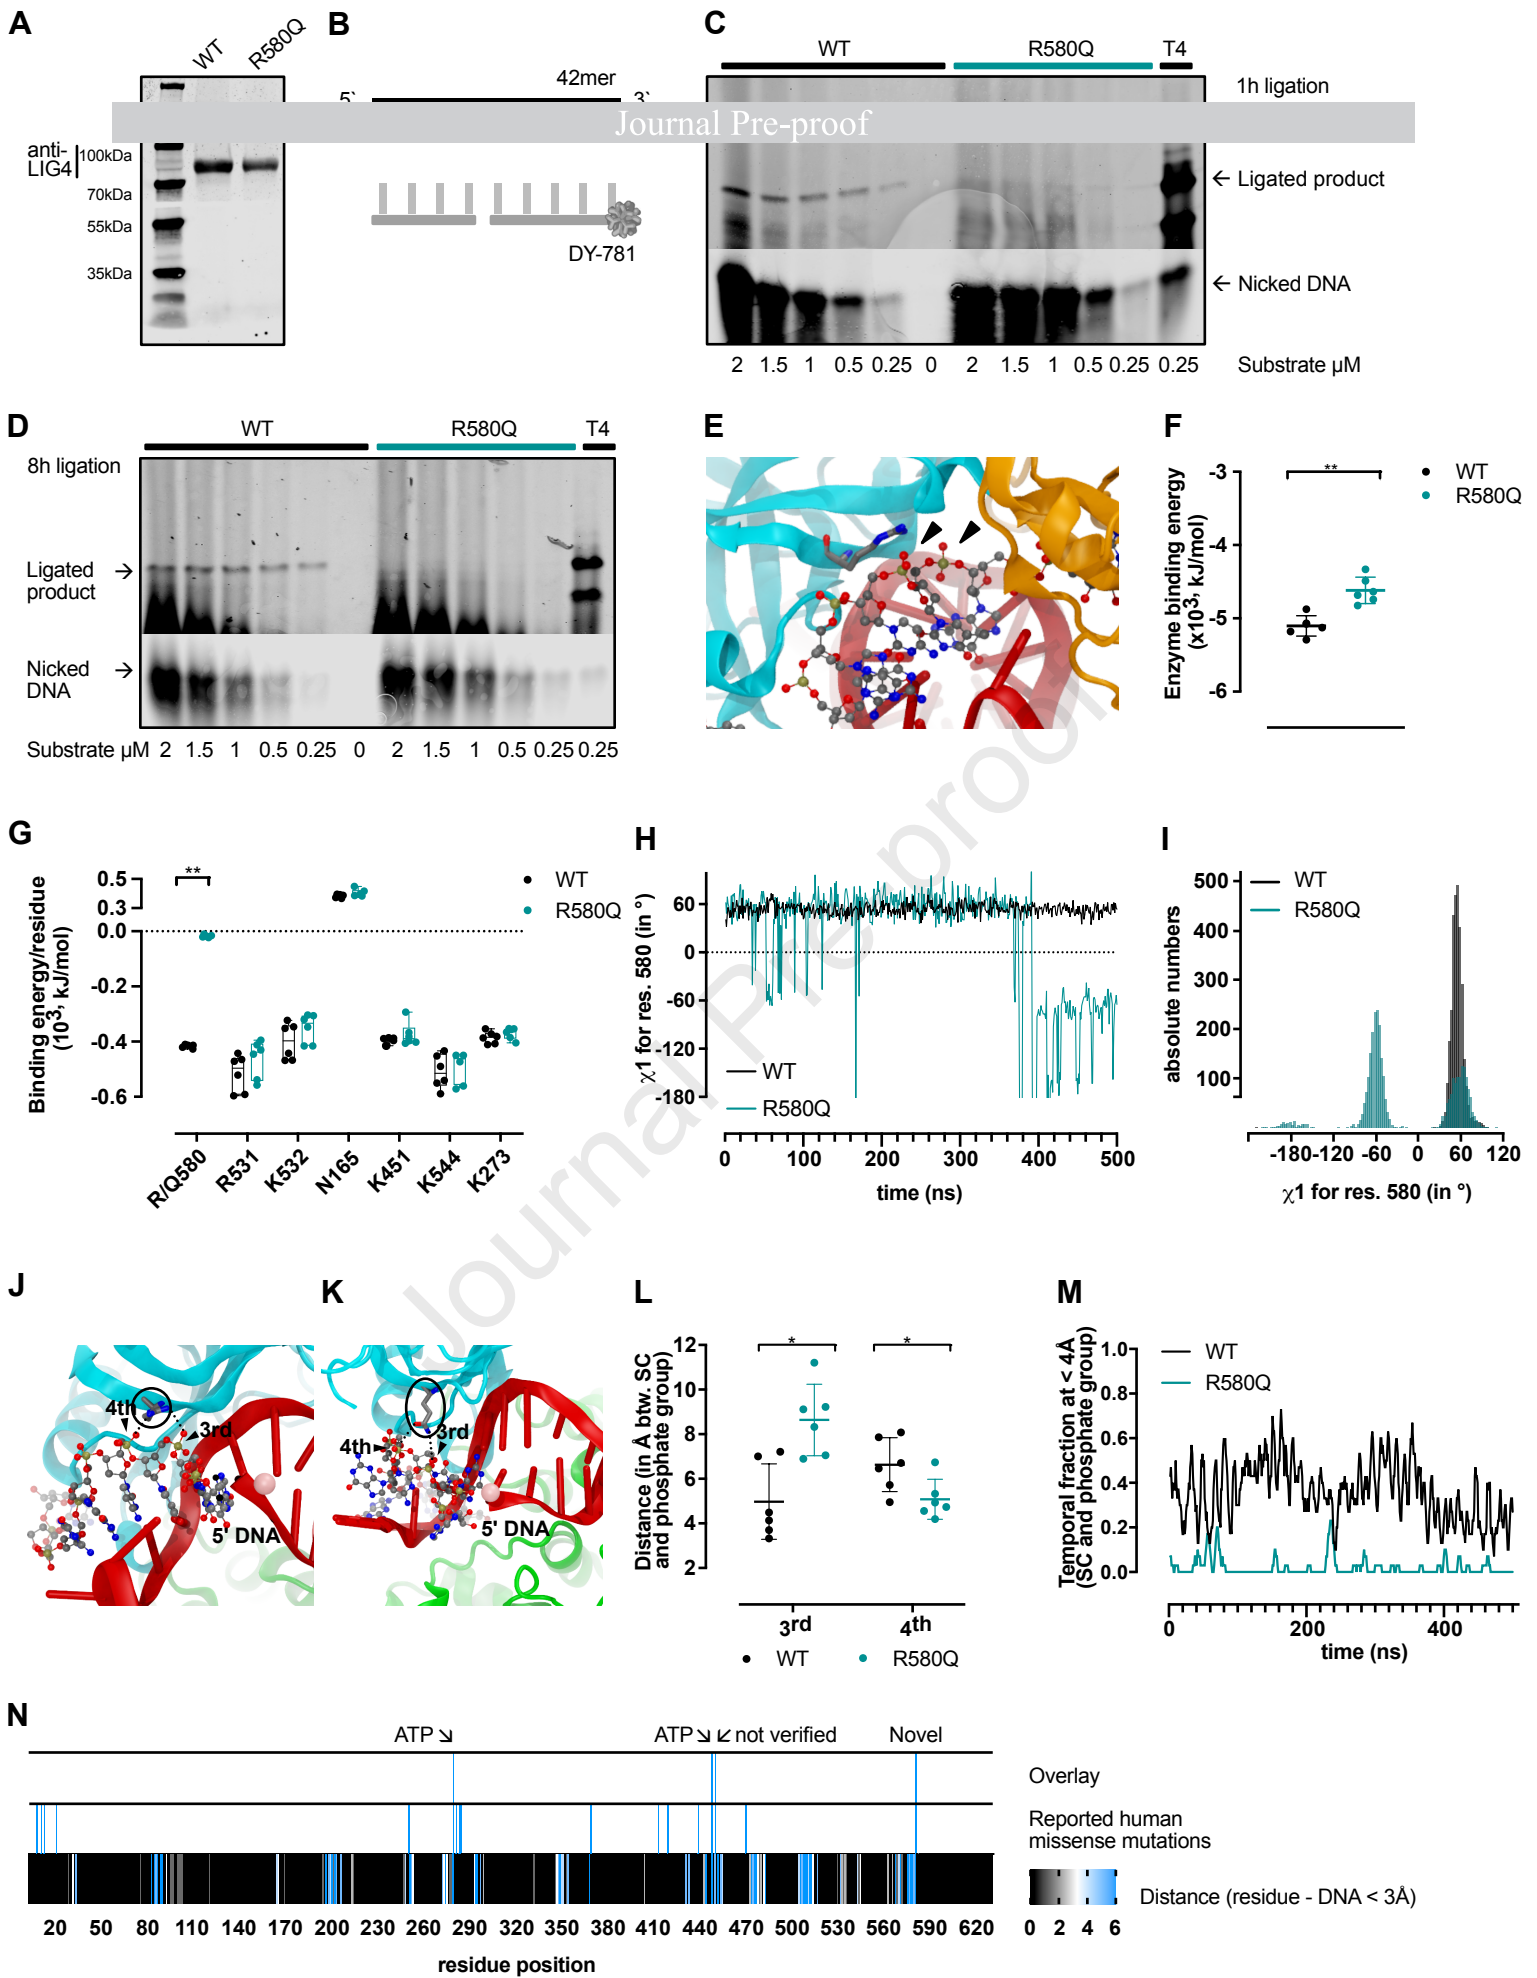 A
WT
R580Q
anti-
LIG4
100kDa
70kDa
55kDa
35kDa
B
42mer
5`
3`
DY-781
Journal Pre-proof
C
WT
R580Q
T4
1h ligation
← Ligated product
← Nicked DNA
2 1.5 1 0.5 0.25 0 2 1.5 1 0.5 0.25 0.25 Substrate µM
D
WT
R580Q
T4
8h ligation
Ligated →
product
Nicked →
DNA
Substrate µM 2 1.5 1 0.5 0.25 0 2 1.5 1 0.5 0.25 0.25
E
F
Enzyme binding energy
(x10³, kJ/mol)
-3
-4
-5
-6
**
WT
R580Q
G
Binding energy/residue
(10³, kJ/mol)
0.5
0.3
0.0
-0.2
-0.4
-0.6
**
WT
R580Q
R/Q580
R531
K532
N165
K451
K544
K273
H
χ1 for res. 580 (in °)
60
0
-60
-120
-180
WT
R580Q
0 100 200 300 400 500
time (ns)
I
absolute numbers
500
400
300
200
100
WT
R580Q
-180 -120 -60 0 60 120
χ1 for res. 580 (in °)
J
4th
3rd
5' DNA
K
4th
3rd
5' DNA
L
Distance (in Å btw. SC
and phosphate group)
12
10
8
6
4
2
*
*
3rd
4th
WT
R580Q
M
Temporal fraction at < 4Å
(SC and phosphate group)
1.0
0.8
0.6
0.4
0.2
0.0
WT
R580Q
0 200 400
time (ns)
Journal Pre-proof
N
ATP ↘
ATP ↘ ↙ not verified
Novel
Overlay
Reported human
missense mutations
0 2 4 6
Distance (residue - DNA < 3Å)
20 50 80 110 140 170 200 230 260 290 320 350 380 410 440 470 500 530 560 590 620
residue position